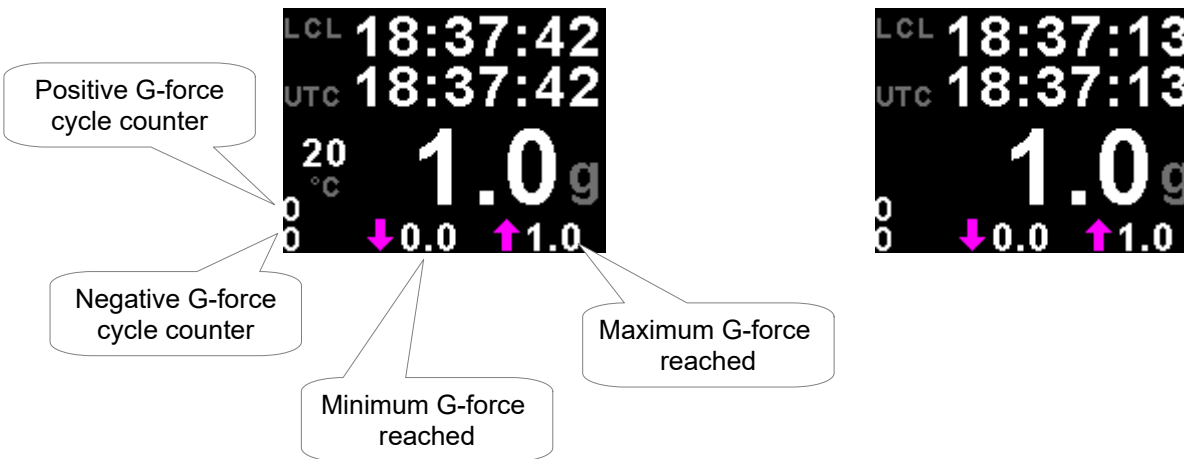 LCL 18:37:42
UTC 18:37:42
20
°C
1.0 g
0
0
0.0 1.0
Positive G-force
cycle counter
Negative G-force
cycle counter
Minimum G-force
reached
Maximum G-force
reached
LCL 18:37:13
UTC 18:37:13
1.0 g
0
0
0.0 1.0